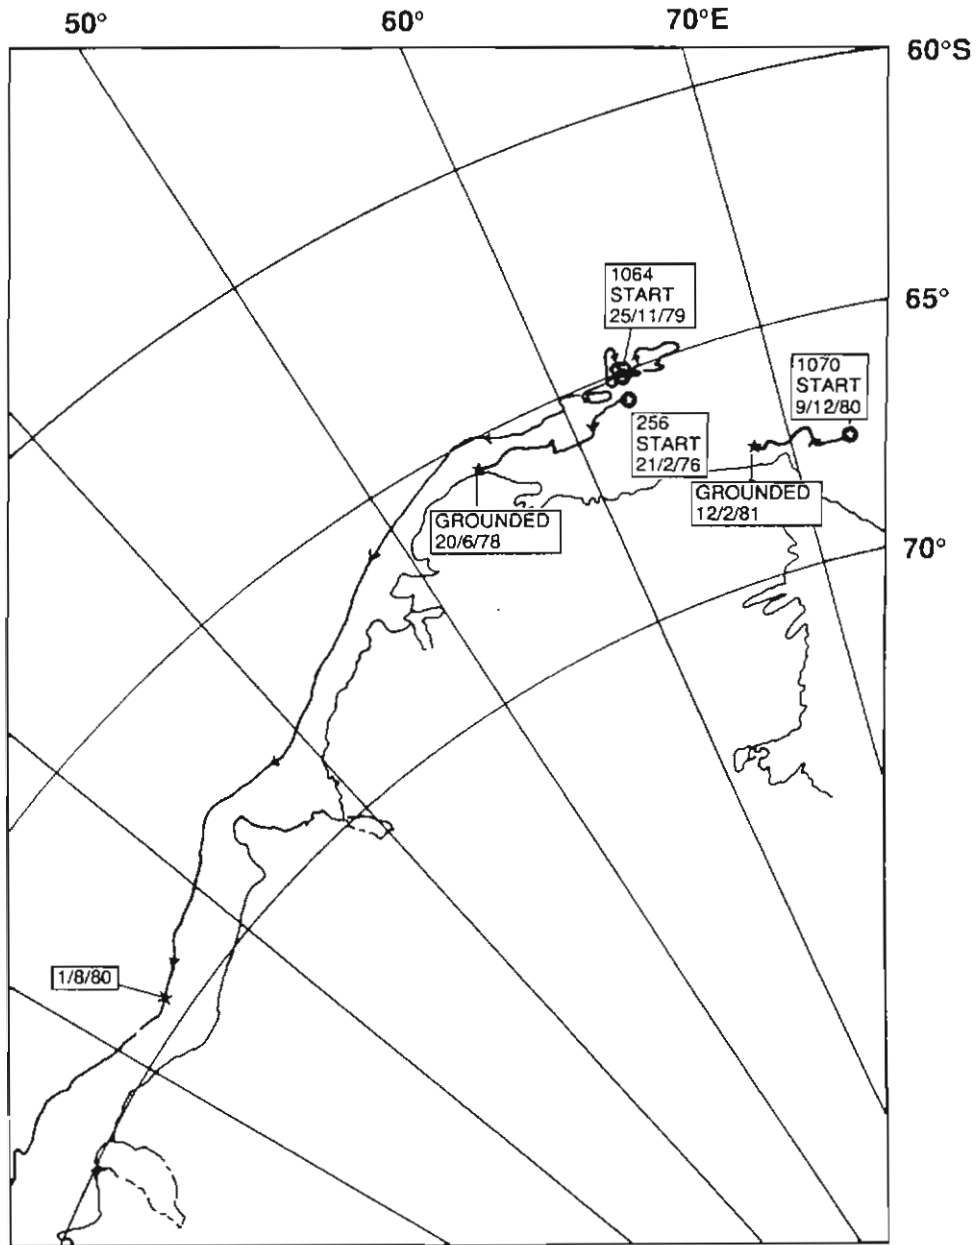 50° 60° 70°E
60°S
1064
START
25/11/79
65°
1070
START
9/12/80
256
START
21/2/76
GROUNDED
12/2/81
GROUNDED
20/6/78
70°
1/8/80